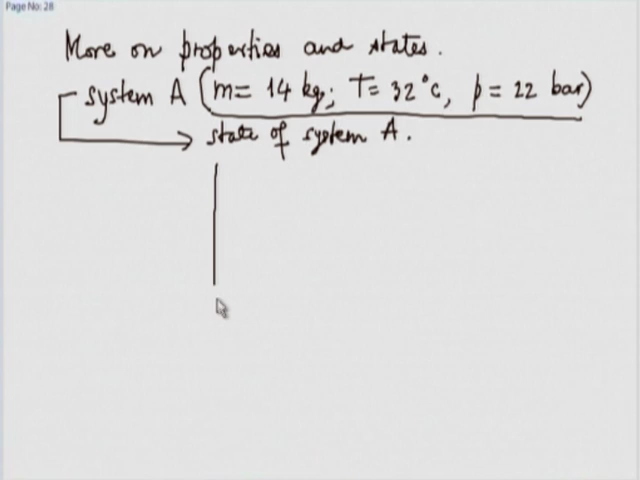 Page No: 28
More on properties and states.
system A (m= 14 kg; T= 32°c, p = 22 bar)
state of system A.